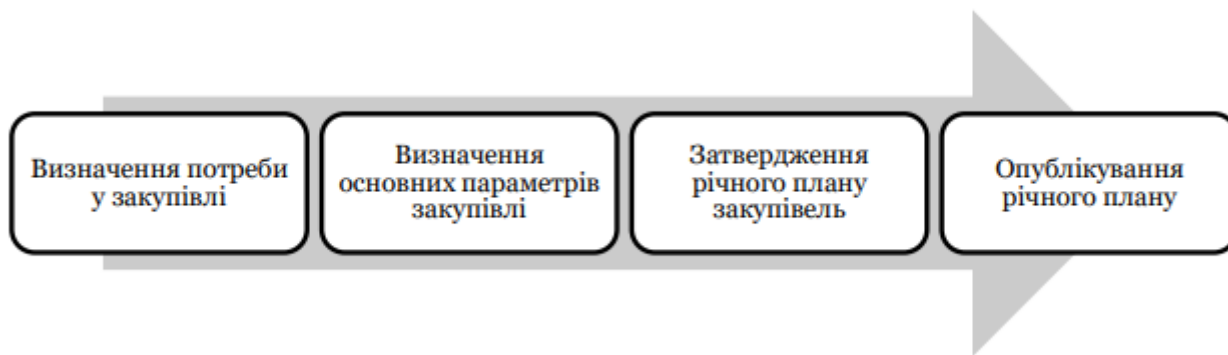 Визначення потреби
у закупівлі
Визначення
основних параметрів
закупівлі
Затвердження
річного плану
закупівель
Опублікування
річного плану